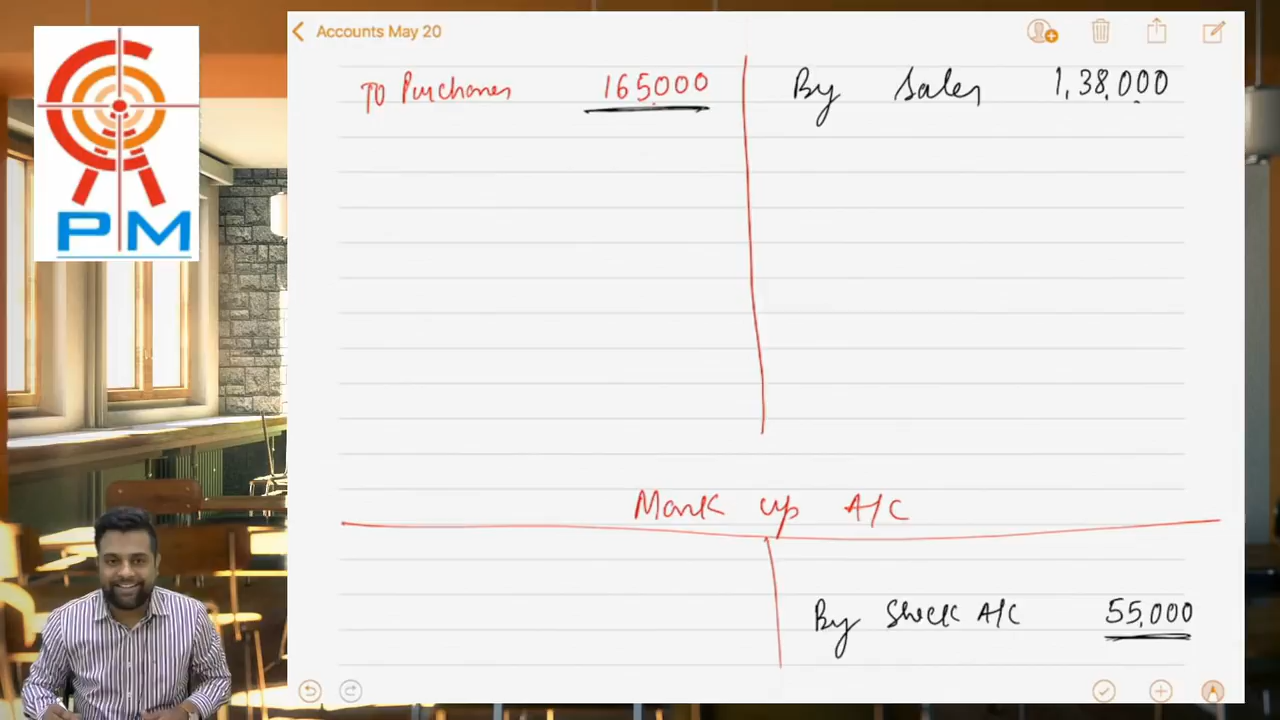 Accounts May 20
PM
To Purchases 165000
By Sales 1,38,000
Mark up A/C
By Stock A/C 55,000